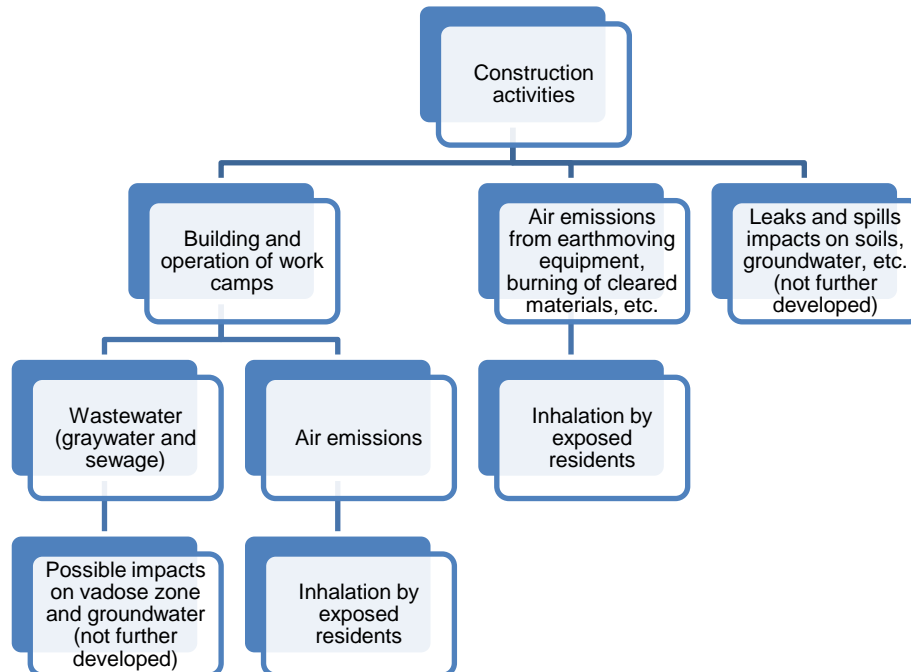 Construction
activities
Building and
operation of work
camps
Air emissions
from earthmoving
equipment,
burning of cleared
materials, etc.
Leaks and spills
impacts on soils,
groundwater, etc.
(not further
developed)
Wastewater
(graywater and
sewage)
Air emissions
Inhalation by
exposed
residents
Possible impacts
on vadose zone
and groundwater
(not further
developed)
Inhalation by
exposed
residents